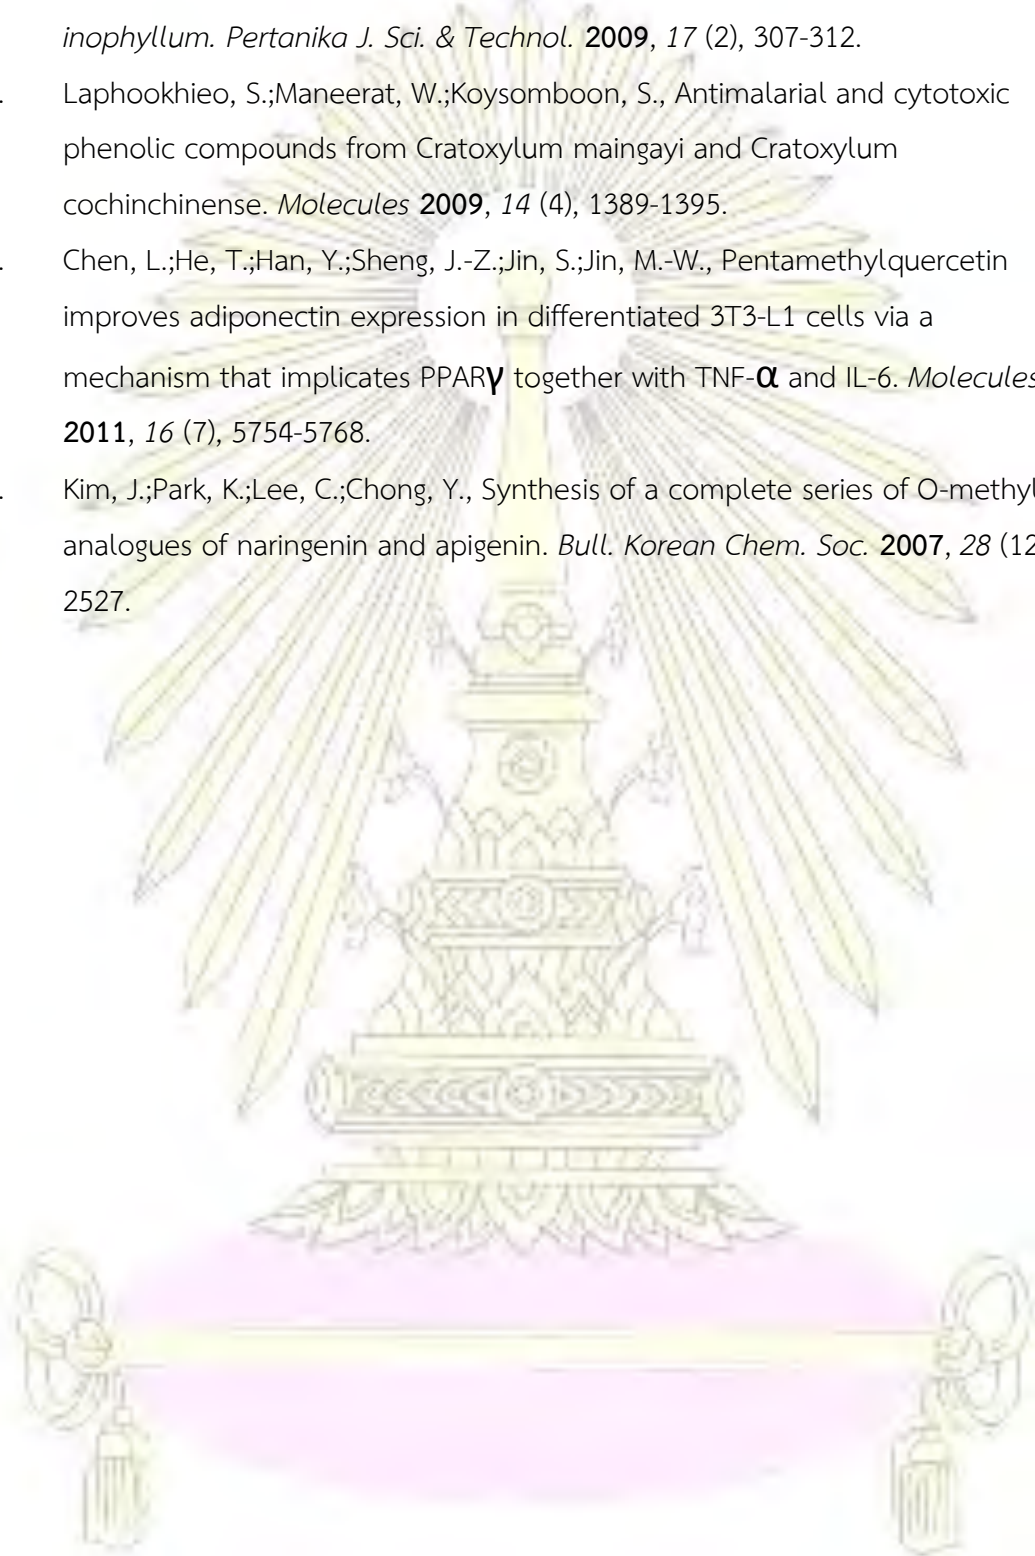 inophyllum. Pertanika J. Sci. & Technol. 2009, 17 (2), 307-312.
. Laphookhieo, S.;Maneerat, W.;Koysomboon, S., Antimalarial and cytotoxic
phenolic compounds from Cratoxylum maingayi and Cratoxylum
cochinchinense. Molecules 2009, 14 (4), 1389-1395.
. Chen, L.;He, T.;Han, Y.;Sheng, J.-Z.;Jin, S.;Jin, M.-W., Pentamethylquercetin
improves adiponectin expression in differentiated 3T3-L1 cells via a
mechanism that implicates PPARγ together with TNF-α and IL-6. Molecules
2011, 16 (7), 5754-5768.
. Kim, J.;Park, K.;Lee, C.;Chong, Y., Synthesis of a complete series of O-methyl
analogues of naringenin and apigenin. Bull. Korean Chem. Soc. 2007, 28 (12
2527.